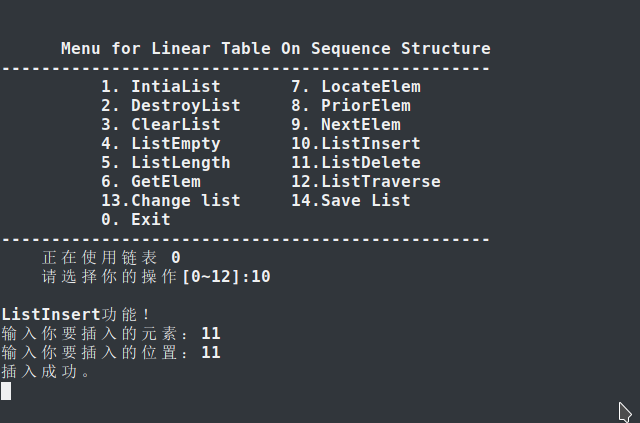 Menu for Linear Table On Sequence Structure
-------------------------------------------------
1. IntiaList 7. LocateElem
2. DestroyList 8. PriorElem
3. ClearList 9. NextElem
4. ListEmpty 10.ListInsert
5. ListLength 11.ListDelete
6. GetElem 12.ListTraverse
13.Change list 14.Save List
0. Exit
-------------------------------------------------
正在使用链表 0
请选择你的操作[0~12]:10
ListInsert功能！
输入你要插入的元素：11
输入你要插入的位置：11
插入成功。